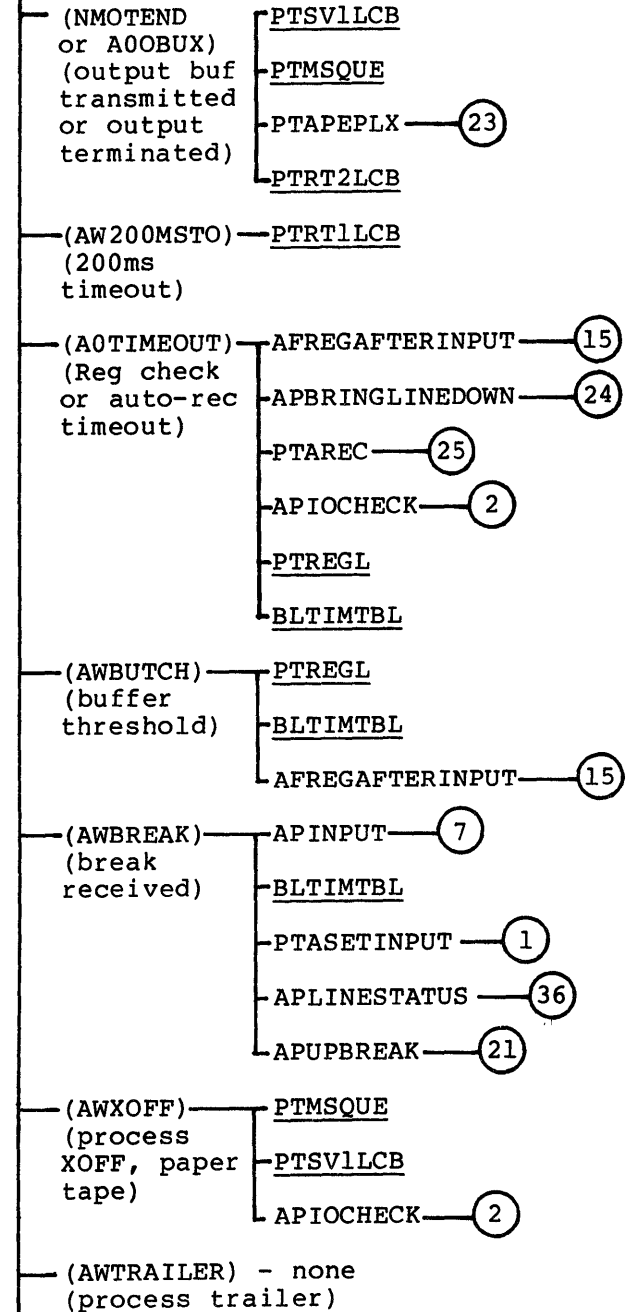 (NMOTEND PTSV1LCB
or A0OBUX)
(output buf PTMSQUE
transmitted
or output PTAPEPLX 23
terminated)
PTRT2LCB
(AW200MSTO) PTRT1LCB
(200ms
timeout)
(A0TIMEOUT) AFREGAFTERINPUT 15
(Reg check
or auto-rec APBRINGLINEDOWN 24
timeout)
PTAREC 25
APIOCHECK 2
PTREGL
BLTIMTBL
(AWBUTCH) PTREGL
(buffer
threshold) BLTIMTBL
AFREGAFTERINPUT 15
(AWBREAK) APINPUT 7
(break
received) BLTIMTBL
PTASETINPUT 1
APLINESTATUS 36
APUPBREAK 21
(AWXOFF) PTMSQUE
(process
XOFF, paper PTSV1LCB
tape)
APIOCHECK 2
(AWTRAILER) - none
(process trailer)